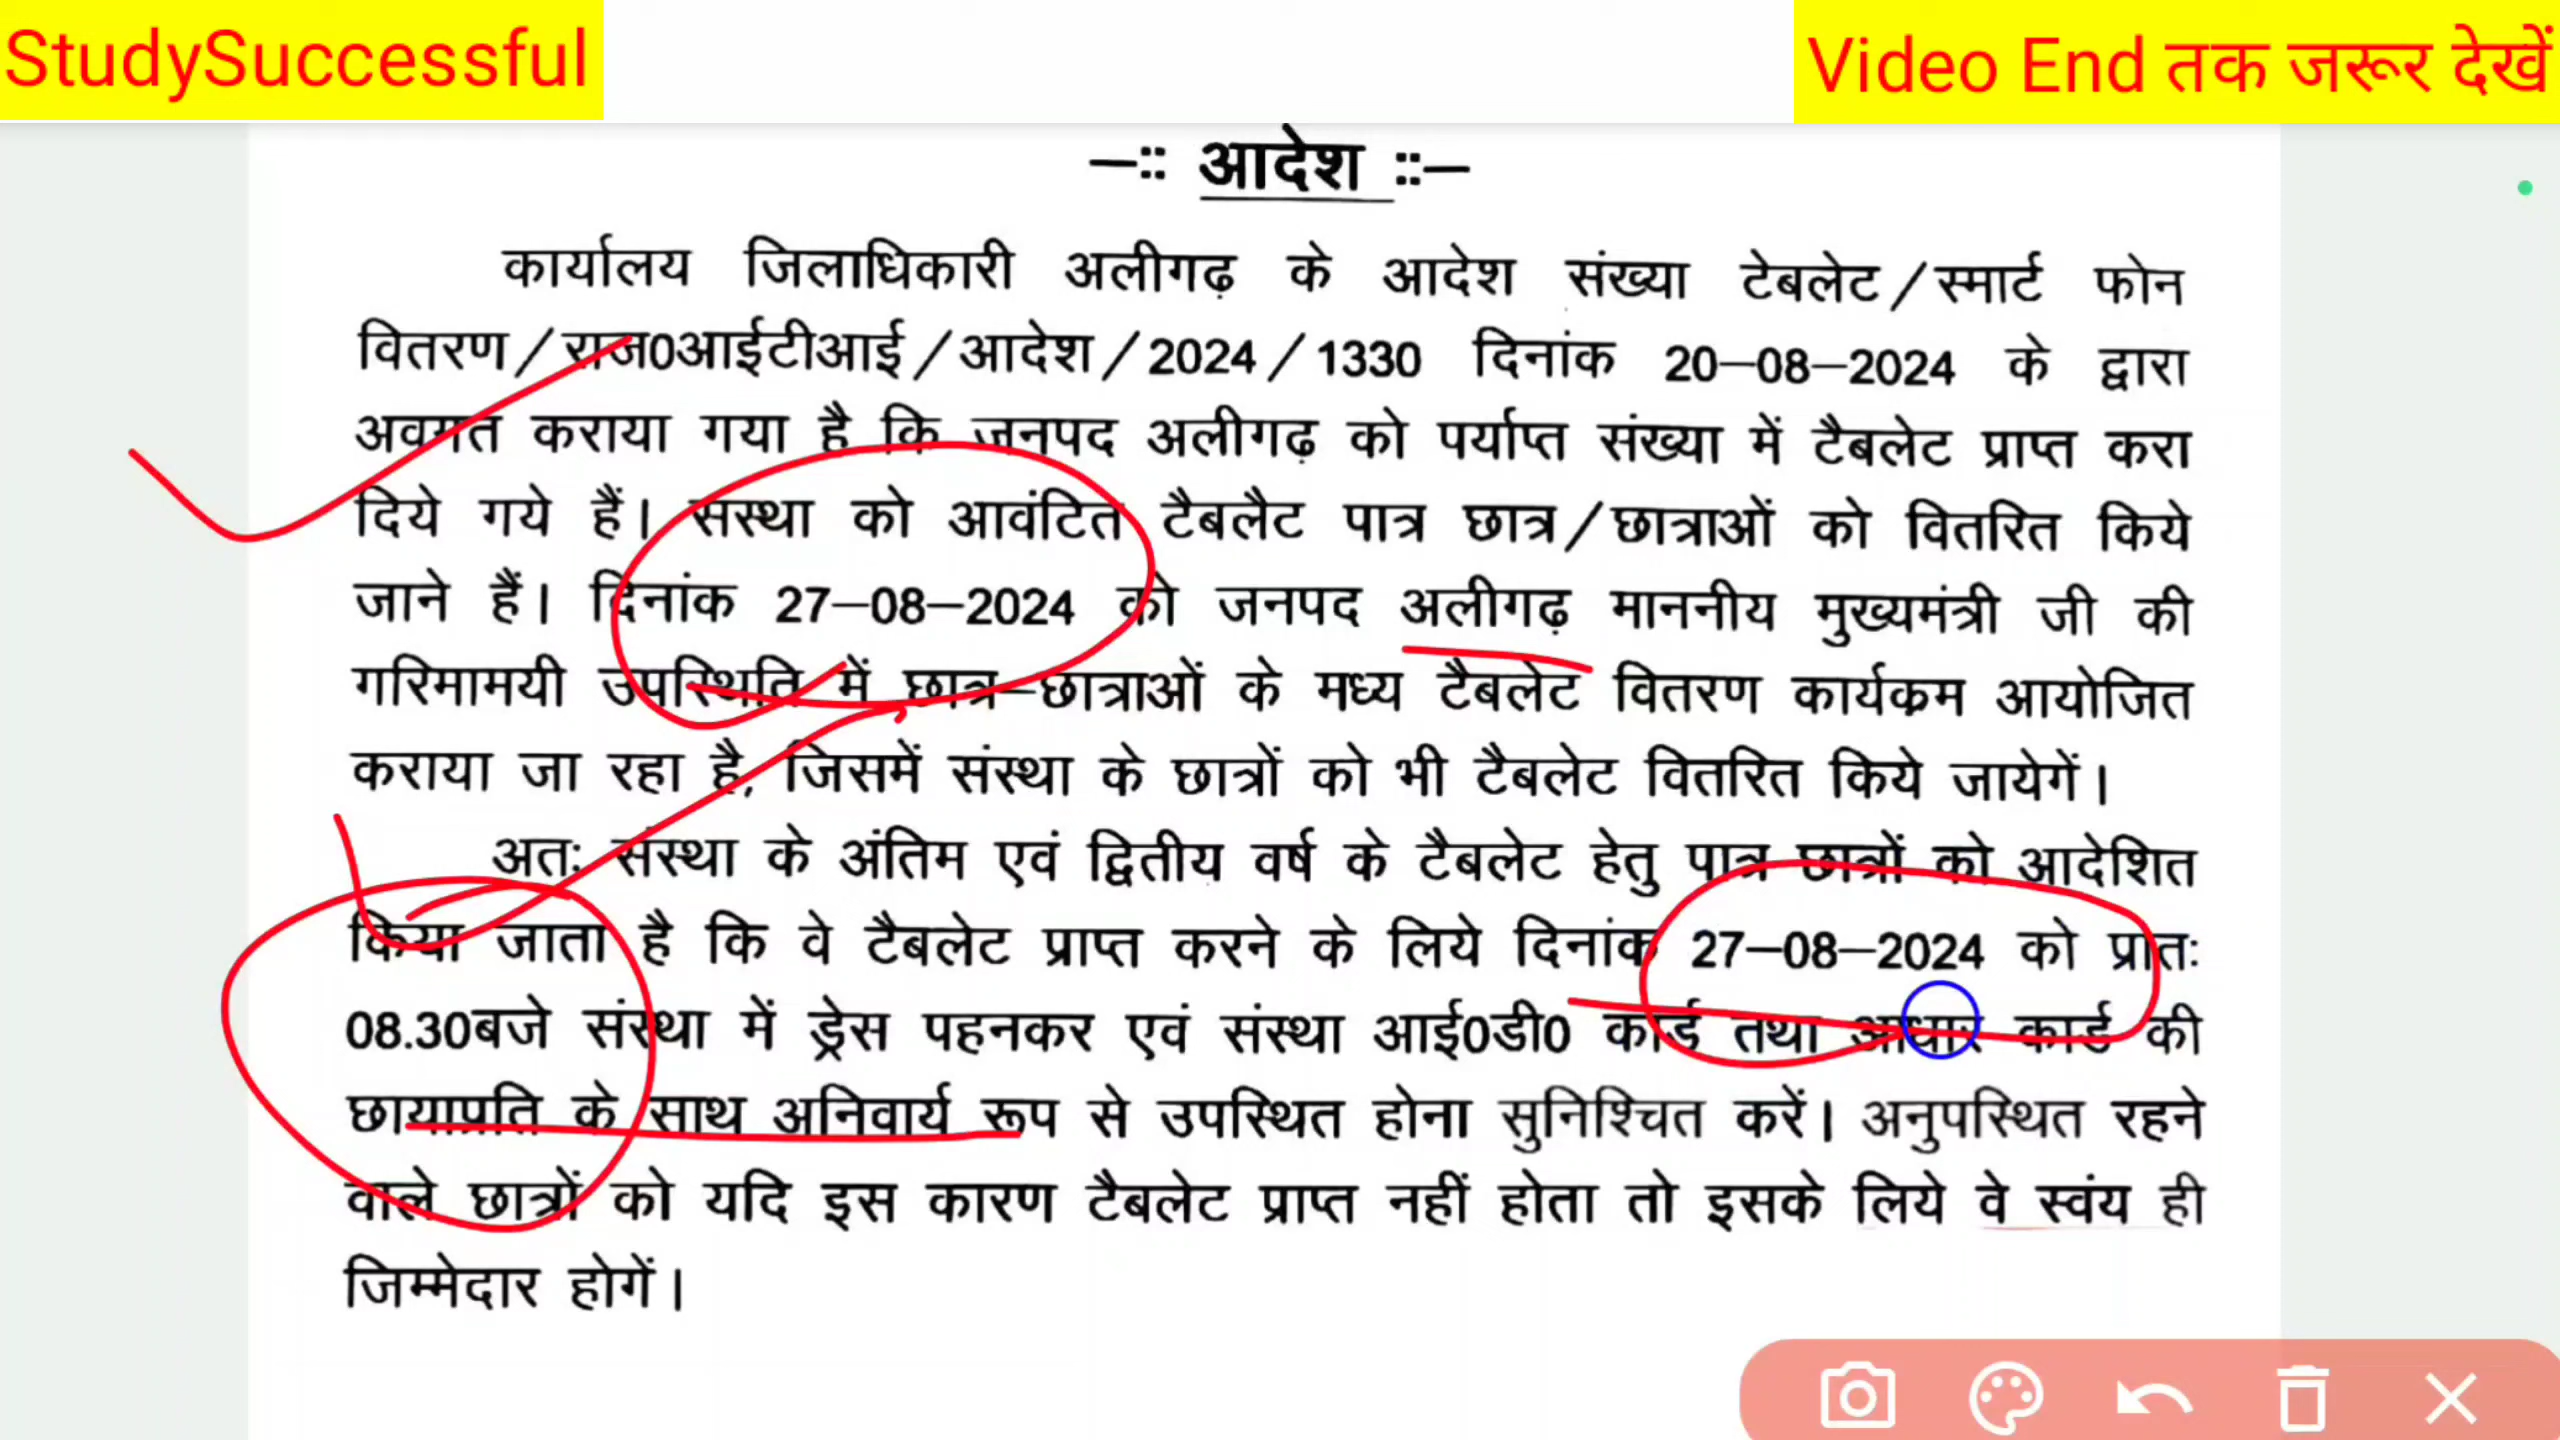 StudySuccessful
Video End तक जरूर देखें
—:: आदेश ::—
कार्यालय जिलाधिकारी अलीगढ़ के आदेश संख्या टेबलेट/स्मार्ट फोन
वितरण/राज0आईटीआई/आदेश/2024/1330 दिनांक 20—08—2024 के द्वारा
अवगत कराया गया है कि जनपद अलीगढ़ को पर्याप्त संख्या में टैबलेट प्राप्त करा
दिये गये हैं। संस्था को आवंटित टैबलैट पात्र छात्र/छात्राओं को वितरित किये
जाने हैं। दिनांक 27—08—2024 को जनपद अलीगढ़ माननीय मुख्यमंत्री जी की
गरिमामयी उपस्थिति में छात्र—छात्राओं के मध्य टैबलेट वितरण कार्यक्रम आयोजित
कराया जा रहा है, जिसमें संस्था के छात्रों को भी टैबलेट वितरित किये जायेगें।
अतः संस्था के अंतिम एवं द्वितीय वर्ष के टैबलेट हेतु पात्र छात्रों को आदेशित
किया जाता है कि वे टैबलेट प्राप्त करने के लिये दिनांक 27—08—2024 को प्रातः
08.30बजे संस्था में ड्रेस पहनकर एवं संस्था आई0डी0 कार्ड तथा आधार कार्ड की
छायाप्रति के साथ अनिवार्य रूप से उपस्थित होना सुनिश्चित करें। अनुपस्थित रहने
वाले छात्रों को यदि इस कारण टैबलेट प्राप्त नहीं होता तो इसके लिये वे स्वंय ही
जिम्मेदार होगें।